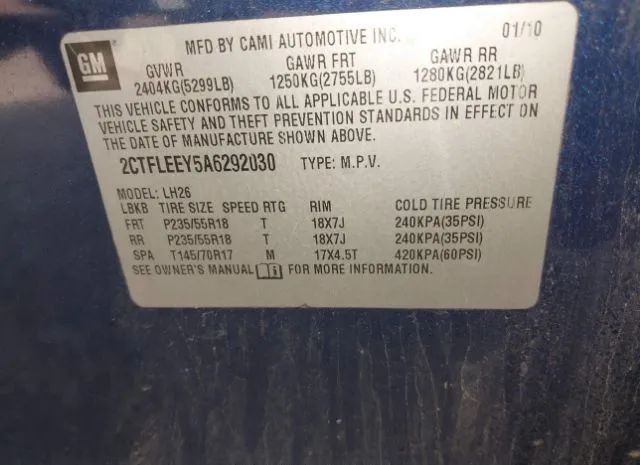 GM
MFD BY CAMI AUTOMOTIVE INC. 01/10
GVWR GAWR FRT GAWR RR
2404KG(5299LB) 1250KG(2755LB) 1280KG(2821LB)
THIS VEHICLE CONFORMS TO ALL APPLICABLE U.S. FEDERAL MOTOR
VEHICLE SAFETY AND THEFT PREVENTION STANDARDS IN EFFECT ON
THE DATE OF MANUFACTURE SHOWN ABOVE.
2CTFLEEY5A6292030 TYPE: M.P.V.
MODEL: LH26
LBKB TIRE SIZE SPEED RTG RIM COLD TIRE PRESSURE
FRT P235/55R18 T 18X7J 240KPA(35PSI)
RR P235/55R18 T 18X7J 240KPA(35PSI)
SPA T145/70R17 M 17X4.5T 420KPA(60PSI)
SEE OWNER'S MANUAL FOR MORE INFORMATION.